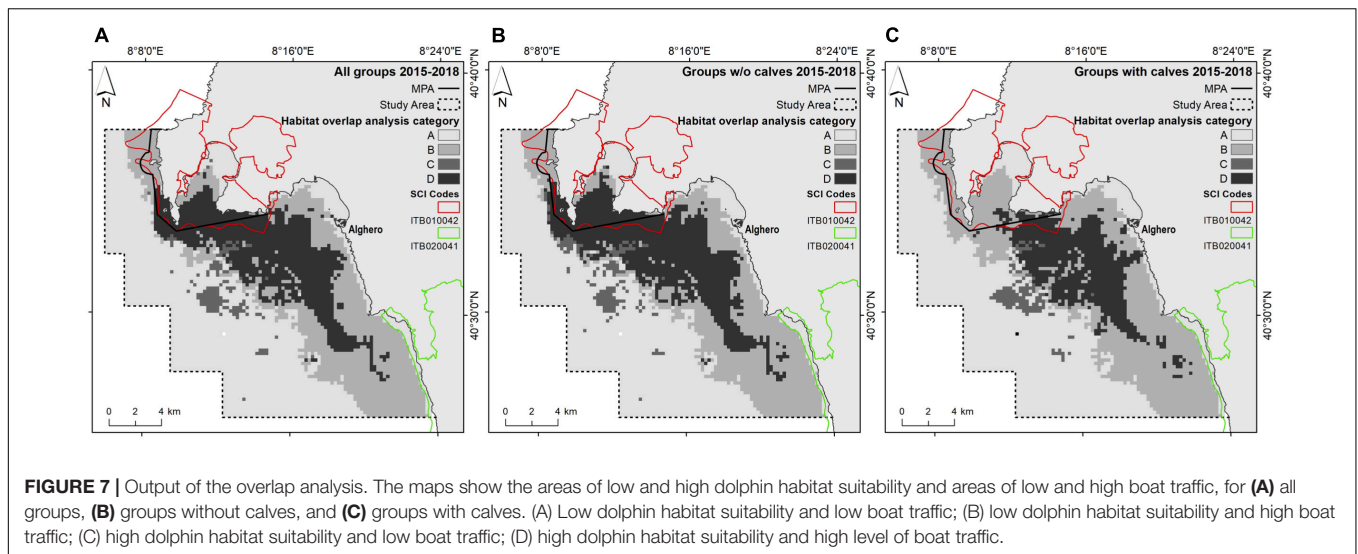 A
8°8'0"E 8°16'0"E 8°24'0"E
40°40'0"N
40°30'0"N
N
All groups 2015-2018
MPA
Study Area
Habitat overlap analysis category
A
B
C
D
SCI Codes
ITB010042
ITB020041
Alghero
0 2 4 km
B
8°8'0"E 8°16'0"E 8°24'0"E
40°40'0"N
40°30'0"N
N
Groups w/o calves 2015-2018
MPA
Study Area
Habitat overlap analysis category
A
B
C
D
SCI Codes
ITB010042
ITB020041
Alghero
0 2 4 km
C
8°8'0"E 8°16'0"E 8°24'0"E
40°40'0"N
40°30'0"N
N
Groups with calves 2015-2018
MPA
Study Area
Habitat overlap analysis category
A
B
C
D
SCI Codes
ITB010042
ITB020041
Alghero
0 2 4 km
FIGURE 7 | Output of the overlap analysis. The maps show the areas of low and high dolphin habitat suitability and areas of low and high boat traffic, for (A) all
groups, (B) groups without calves, and (C) groups with calves. (A) Low dolphin habitat suitability and low boat traffic; (B) low dolphin habitat suitability and high boat
traffic; (C) high dolphin habitat suitability and low boat traffic; (D) high dolphin habitat suitability and high level of boat traffic.